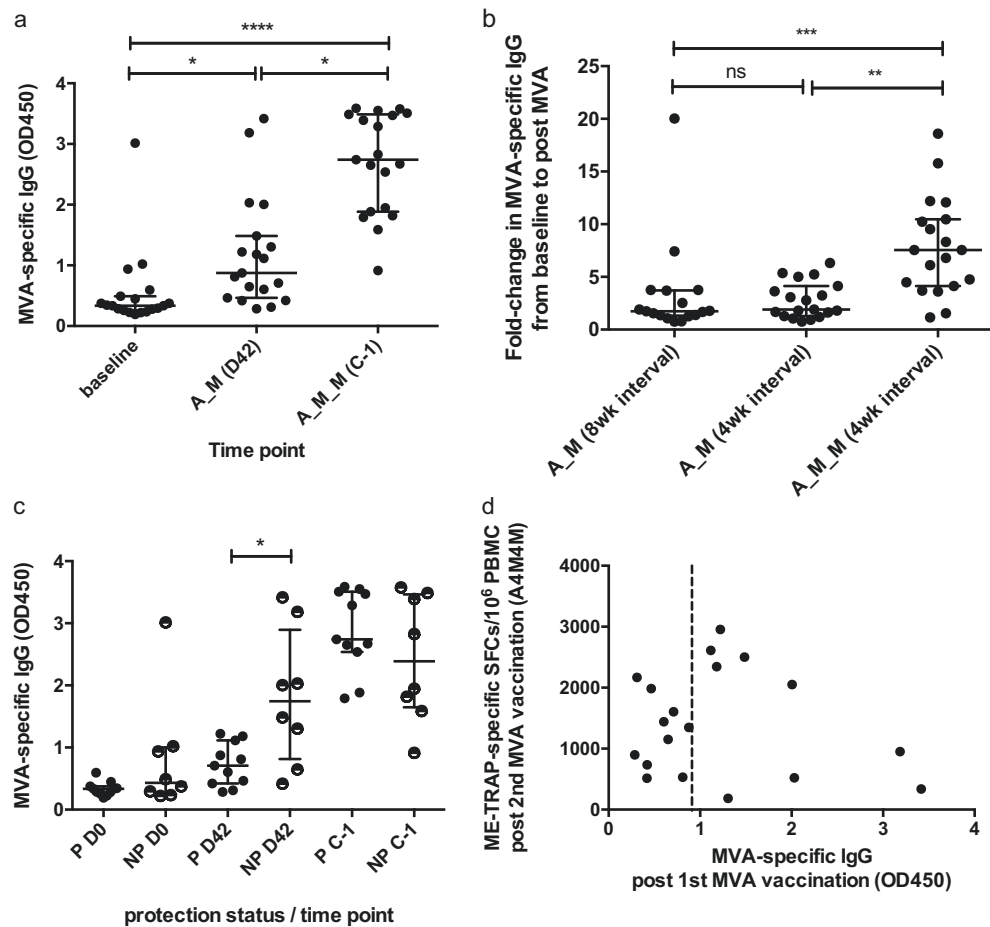 a
****
*
*
MVA-specific IgG (OD450)
4
3
2
1
0
baseline
A_M (D42)
A_M_M (C-1)
Time point
b
***
ns
**
Fold-change in MVA-specific IgG
from baseline to post MVA
25
20
15
10
5
0
A_M (8wk interval)
A_M (4wk interval)
A_M_M (4wk interval)
c
*
MVA-specific IgG (OD450)
4
3
2
1
0
P D0
NP D0
P D42
NP D42
P C-1
NP C-1
protection status / time point
d
ME-TRAP-specific SFCs/10⁶ PBMC
post 2nd MVA vaccination (A4M4M)
4000
3000
2000
1000
0
0
1
2
3
4
MVA-specific IgG
post 1st MVA vaccination (OD450)